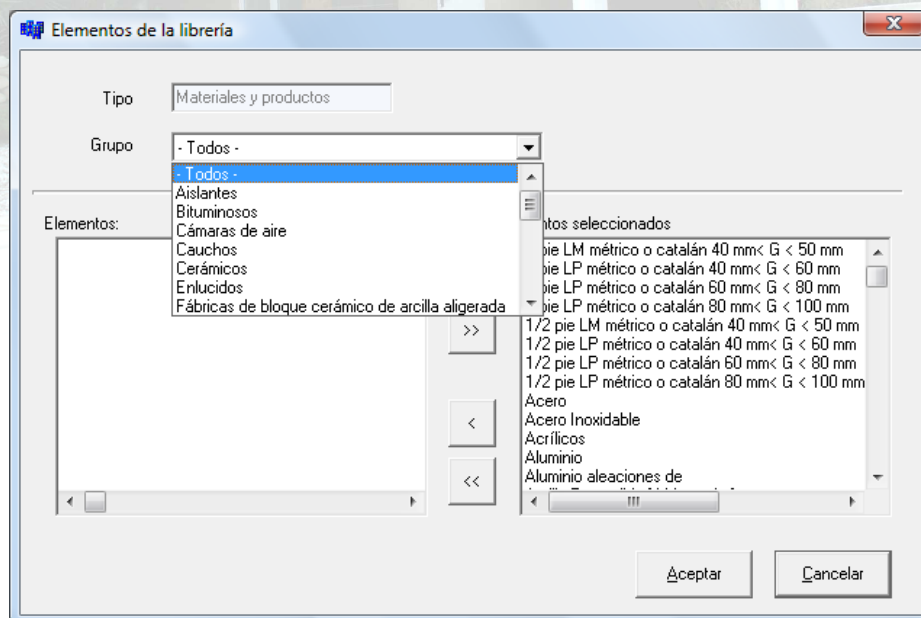 Elementos de la librería
Tipo
Materiales y productos
Grupo
- Todos -
- Todos -
Aislantes
Bituminosos
Cámaras de aire
Cauchos
Cerámicos
Enlucidos
Fábricas de bloque cerámico de arcilla aligerada
Elementos:
ntos seleccionados
pie LM métrico o catalán 40 mm< G < 50 mm
pie LP métrico o catalán 40 mm< G < 60 mm
pie LP métrico o catalán 60 mm< G < 80 mm
pie LP métrico o catalán 80 mm< G < 100 mm
1/2 pie LM métrico o catalán 40 mm< G < 50 mm
1/2 pie LP métrico o catalán 40 mm< G < 60 mm
1/2 pie LP métrico o catalán 60 mm< G < 80 mm
1/2 pie LP métrico o catalán 80 mm< G < 100 mm
Acero
Acero Inoxidable
Acrílicos
Aluminio
Aluminio aleaciones de
>>
<
<<
Aceptar
Cancelar